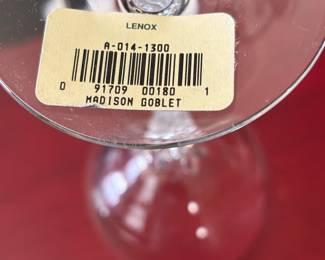 LENOX
A-014-1300
0 91709 00180 1
MADISON GOBLET